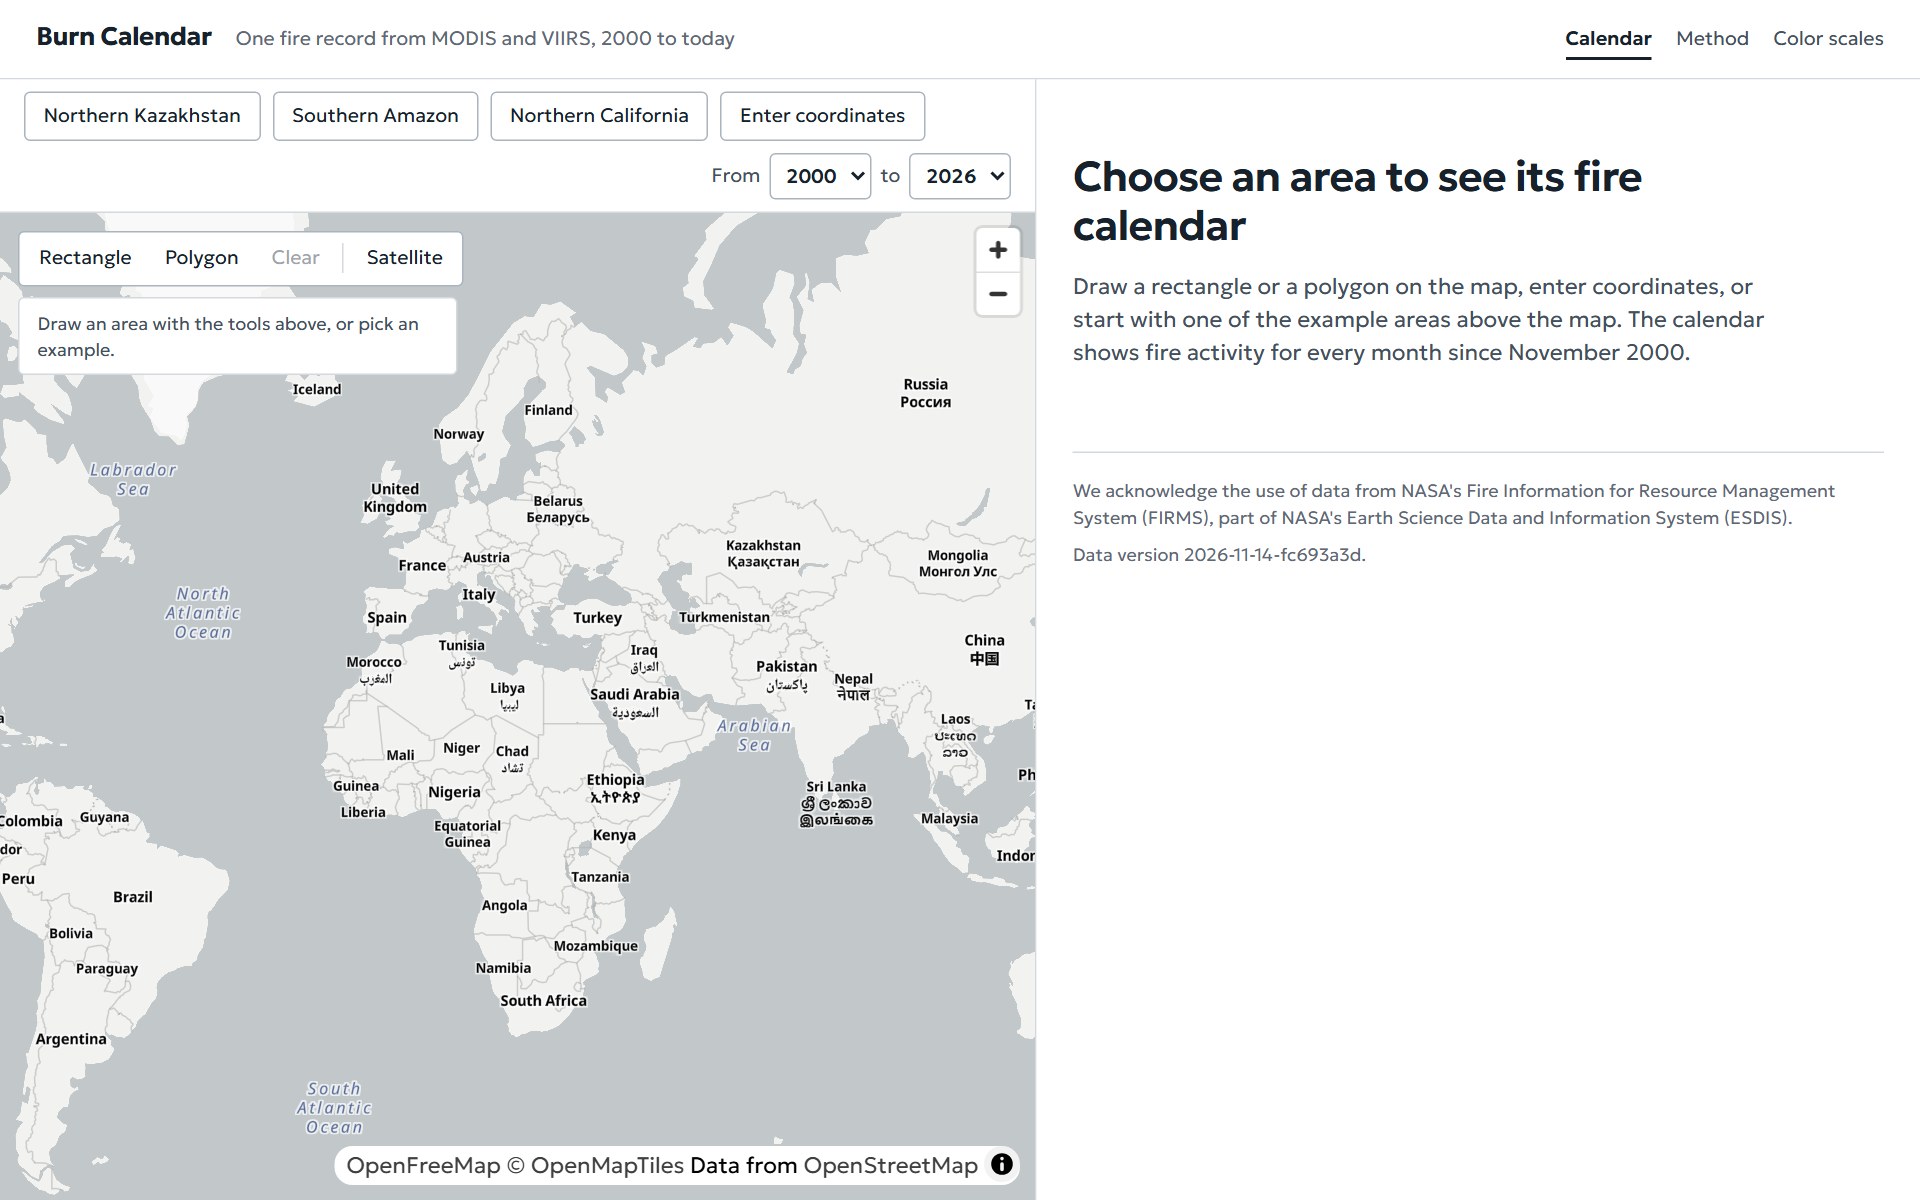 Burn Calendar
One fire record from MODIS and VIIRS, 2000 to today
Calendar
Method
Color scales
Northern Kazakhstan
Southern Amazon
Northern California
Enter coordinates
From 2000 to 2026
Rectangle
Polygon
Clear
Satellite
Draw an area with the tools above, or pick an
example.
+
−
Iceland
Finland
Norway
Russia
Россия
Labrador
Sea
United
Kingdom
Belarus
Беларусь
Kazakhstan
Қазақстан
Mongolia
Монгол Улс
France
Austria
North
Atlantic
Ocean
Italy
Spain
Turkey
Turkmenistan
China
中国
Tunisia
تونس
Iraq
العراق
Morocco
المغرب
Pakistan
پاکستان
Nepal
नेपाल
Libya
ليبيا
Saudi Arabia
السعودية
Arabian
Sea
Laos
ປະເທດ
ລາວ
Mali
Niger
Chad
تشاد
Ethiopia
ኢትዮጵያ
Guinea
Nigeria
Liberia
Sri Lanka
ශ්‍රී ලංකාව
இலங்கை
Malaysia
Colombia
Guyana
Equatorial
Guinea
Kenya
dor
Indor
Peru
Brazil
Tanzania
Angola
Bolivia
Mozambique
Paraguay
Namibia
South Africa
Argentina
South
Atlantic
Ocean
OpenFreeMap © OpenMapTiles Data from OpenStreetMap
Choose an area to see its fire
calendar
Draw a rectangle or a polygon on the map, enter coordinates, or
start with one of the example areas above the map. The calendar
shows fire activity for every month since November 2000.
We acknowledge the use of data from NASA's Fire Information for Resource Management
System (FIRMS), part of NASA's Earth Science Data and Information System (ESDIS).
Data version 2026-11-14-fc693a3d.